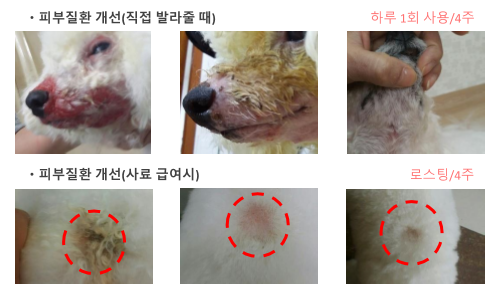 · 피부질환 개선(직접 발라줄 때)
하루 1회 사용/4주
· 피부질환 개선(사료 급여시)
로스팅/4주